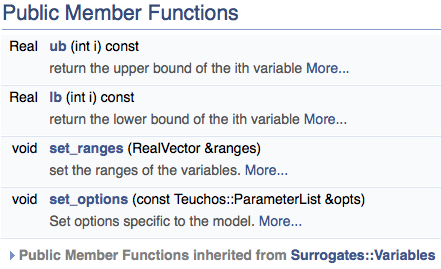 Public Member Functions
Real ub (int i) const
return the upper bound of the ith variable More...
Real lb (int i) const
return the lower bound of the ith variable More...
void set_ranges (RealVector &ranges)
set the ranges of the variables. More...
void set_options (const Teuchos::ParameterList &opts)
Set options specific to the model. More...
Public Member Functions inherited from Surrogates::Variables